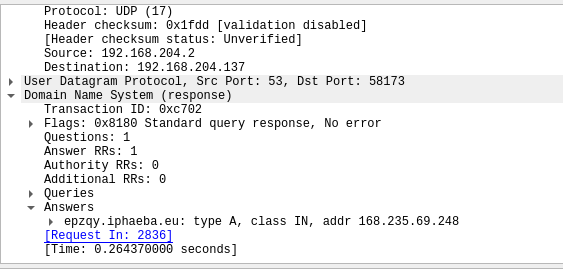 Protocol: UDP (17)
Header checksum: 0x1fdd [validation disabled]
[Header checksum status: Unverified]
Source: 192.168.204.2
Destination: 192.168.204.137
User Datagram Protocol, Src Port: 53, Dst Port: 58173
Domain Name System (response)
Transaction ID: 0xc702
Flags: 0x8180 Standard query response, No error
Questions: 1
Answer RRs: 1
Authority RRs: 0
Additional RRs: 0
Queries
Answers
epzqy.iphaeba.eu: type A, class IN, addr 168.235.69.248
[Request In: 2836]
[Time: 0.264370000 seconds]